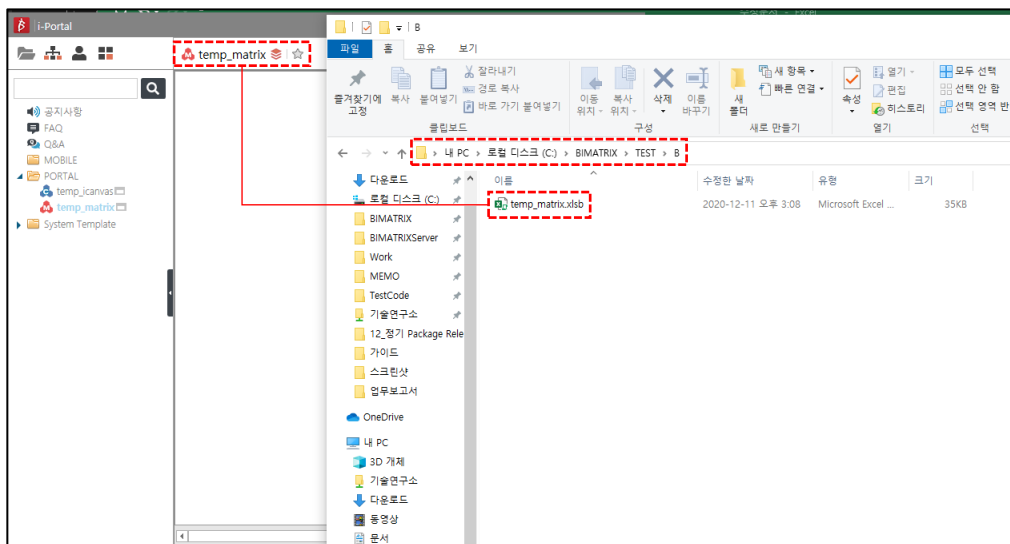 i-Portal
temp_matrix
공지사항
FAQ
Q&A
MOBILE
PORTAL
temp_icanvas
temp_matrix
System Template
Excel
B
파일 홈 공유 보기
즐겨찾기에
고정
복사
붙여넣기
잘라내기
경로 복사
바로 가기 붙여넣기
클립보드
이동
위치
복사
위치
삭제
이름
바꾸기
구성
새
폴더
새 항목
빠른 연결
새로 만들기
속성
열기
편집
히스토리
열기
모두 선택
선택 안 함
선택 영역 반
선택
내 PC > 로컬 디스크 (C:) > BIMATRIX > TEST > B
이름 수정한 날짜 유형 크기
temp_matrix.xlsb 2020-12-11 오후 3:08 Microsoft Excel ... 35KB
다운로드
로컬 디스크 (C:)
BIMATRIX
BIMATRIXServer
Work
MEMO
TestCode
기술연구소
12_정기 Package Rele
가이드
스크린샷
업무보고서
OneDrive
내 PC
3D 개체
기술연구소
다운로드
동영상
문서